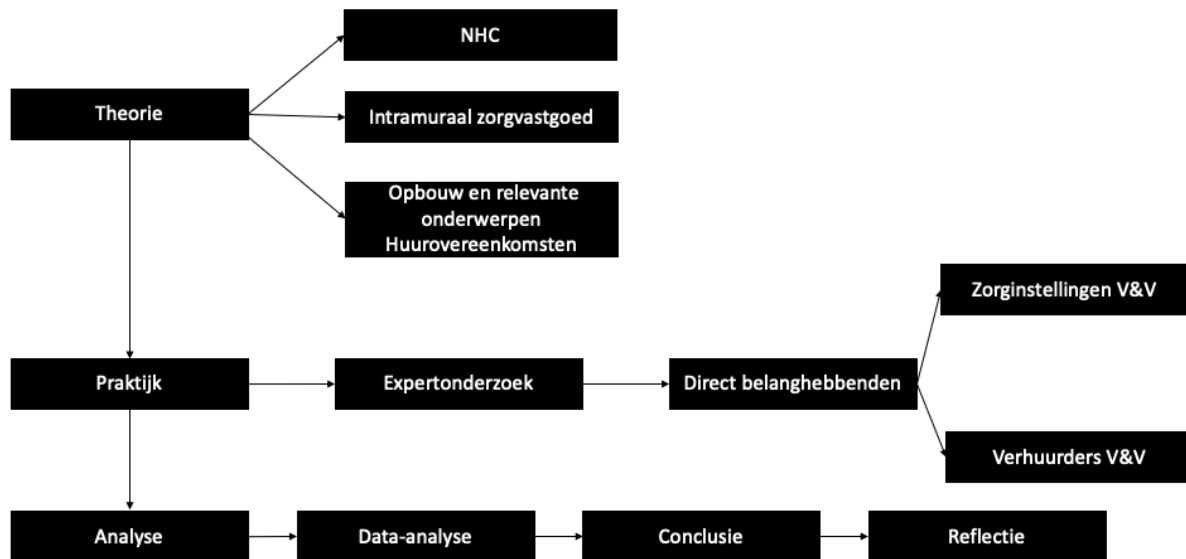 NHC
Theorie
Intramuraal zorgvastgoed
Opbouw en relevante
onderwerpen
Huurovereenkomsten
Zorginstellingen V&V
Praktijk
Expertonderzoek
Direct belanghebbenden
Verhuurders V&V
Analyse
Data-analyse
Conclusie
Reflectie